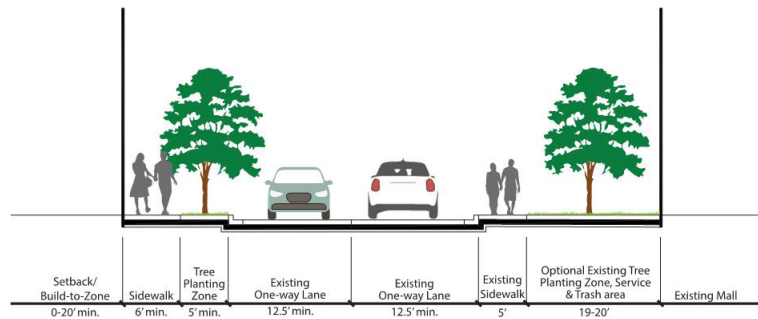 Setback/
Build-to-Zone
0-20' min.
Sidewalk
6' min.
Tree
Planting
Zone
5' min.
Existing
One-way Lane
12.5' min.
Existing
One-way Lane
12.5' min.
Existing
Sidewalk
5'
Optional Existing Tree
Planting Zone, Service
& Trash area
19-20'
Existing Mall